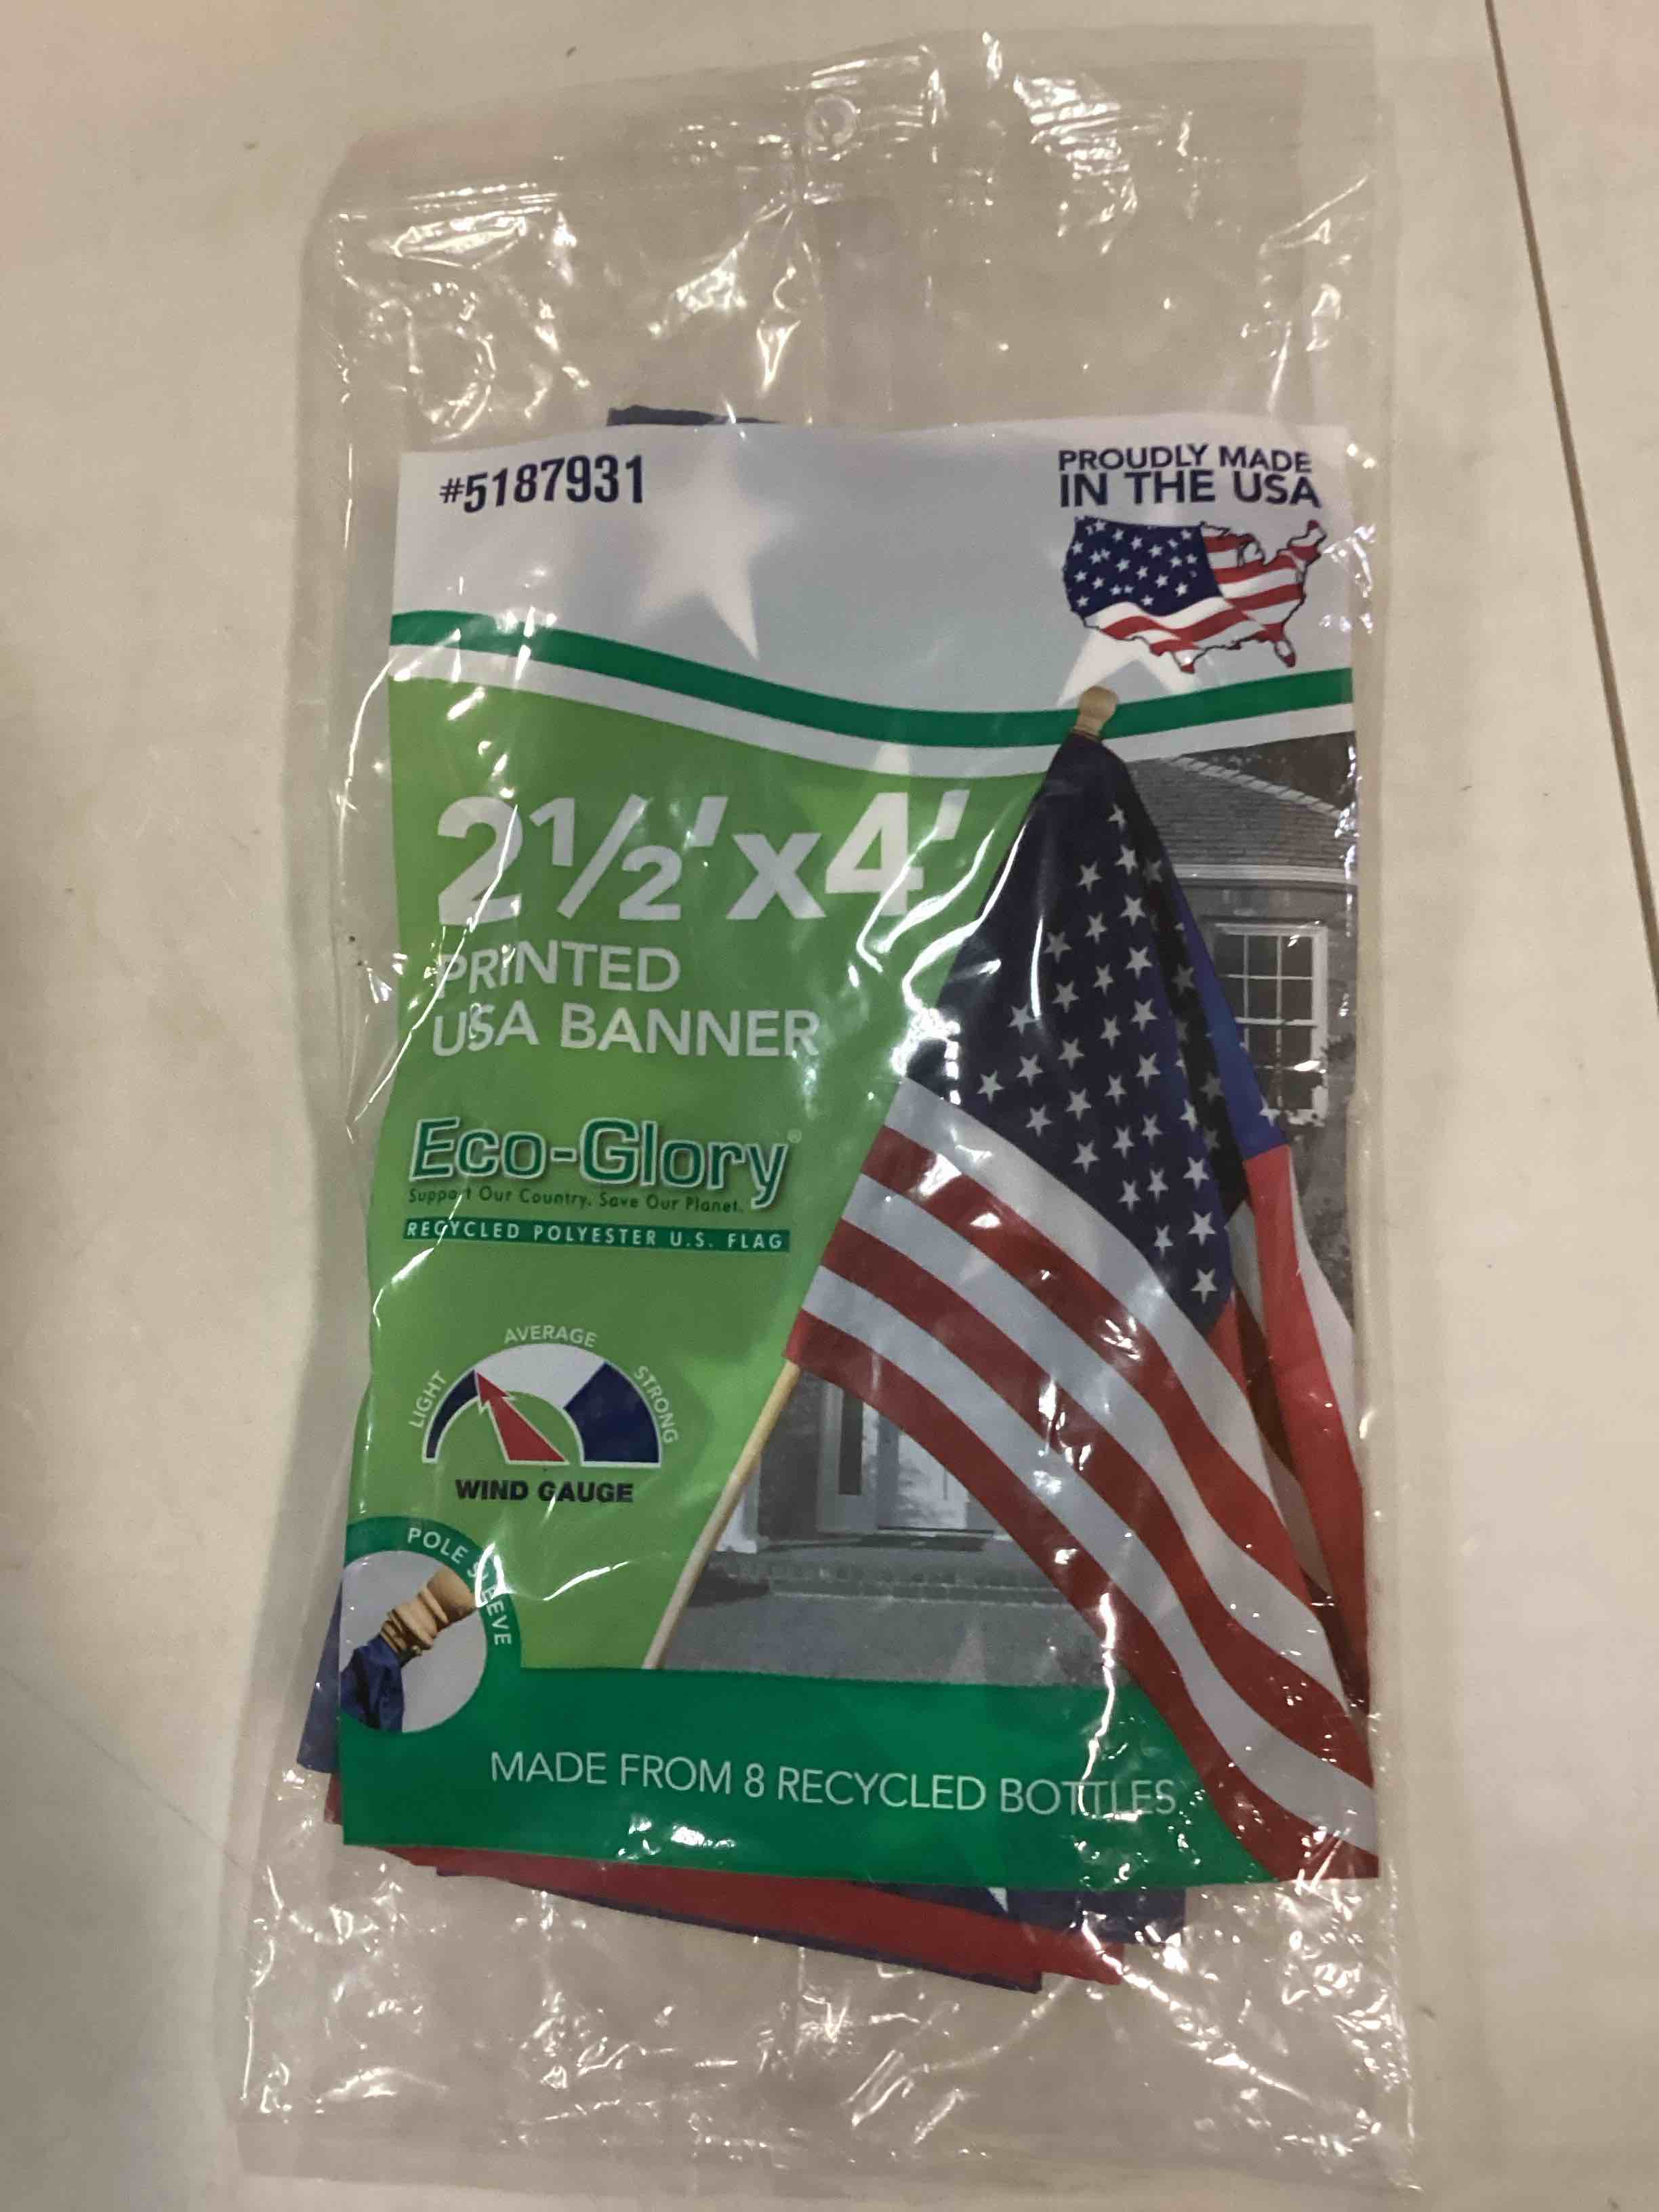 #5187931
PROUDLY MADE
IN THE USA
2½'x4'
PRINTED
USA BANNER
Eco-Glory®
Support Our Country. Save Our Planet.
RECYCLED POLYESTER U.S. FLAG
LIGHT
AVERAGE
STRONG
WIND GAUGE
POLE SLEEVE
MADE FROM 8 RECYCLED BOTTLES